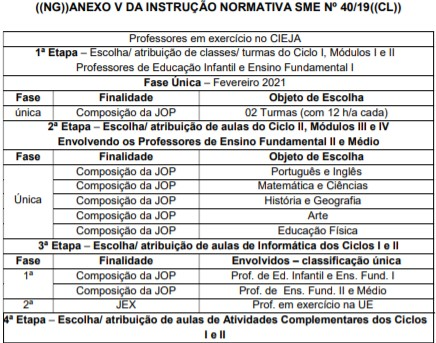 ((NG))ANEXO V DA INSTRUÇÃO NORMATIVA SME Nº 40/19((CL))
Professores em exercício no CIEJA
1ª Etapa – Escolha/ atribuição de classes/ turmas do Ciclo I, Módulos I e II
Professores de Educação Infantil e Ensino Fundamental I
Fase Única – Fevereiro 2021
Fase Finalidade Objeto de Escolha
única Composição da JOP 02 Turmas (com 12 h/a cada)
2ª Etapa – Escolha/ atribuição de aulas do Ciclo II, Módulos III e IV
Envolvendo os Professores de Ensino Fundamental II e Médio
Fase Finalidade Objeto de Escolha
Única Composição da JOP Português e Inglês
Composição da JOP Matemática e Ciências
Composição da JOP História e Geografia
Composição da JOP Arte
Composição da JOP Educação Física
3ª Etapa – Escolha/ atribuição de aulas de Informática dos Ciclos I e II
Fase Finalidade Envolvidos – classificação única
1ª Composição da JOP Prof. de Ed. Infantil e Ens. Fund. I
Composição da JOP Prof. de Ens. Fund. II e Médio
2ª JEX Prof. em exercício na UE
4ª Etapa – Escolha/ atribuição de aulas de Atividades Complementares dos Ciclos
I e II